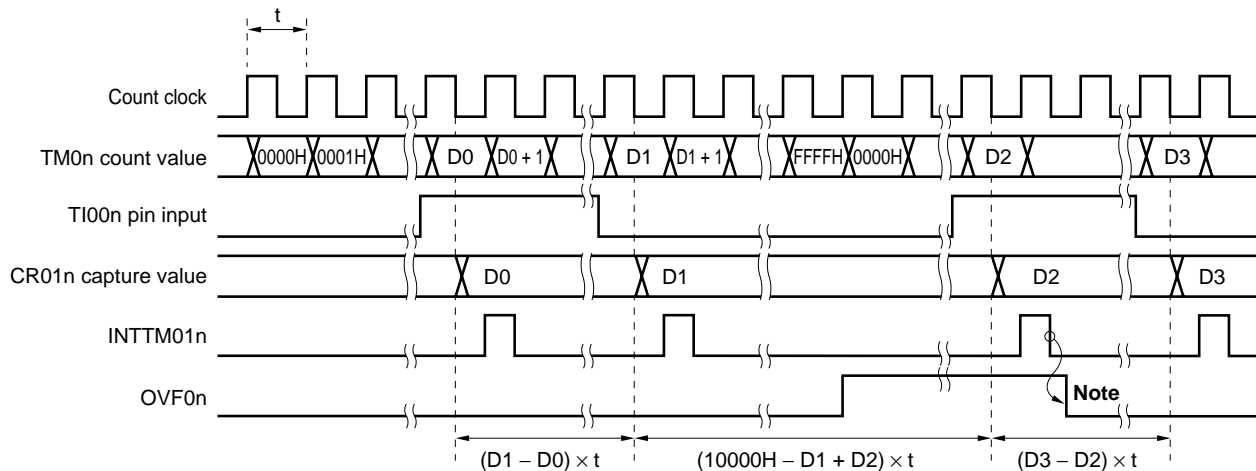 t
Count clock
TM0n count value 0000H 0001H D0 D0 + 1 D1 D1 + 1 FFFFH 0000H D2 D3
TI00n pin input
CR01n capture value D0 D1 D2 D3
INTTM01n
OVF0n Note
(D1 − D0) × t (10000H − D1 + D2) × t (D3 − D2) × t